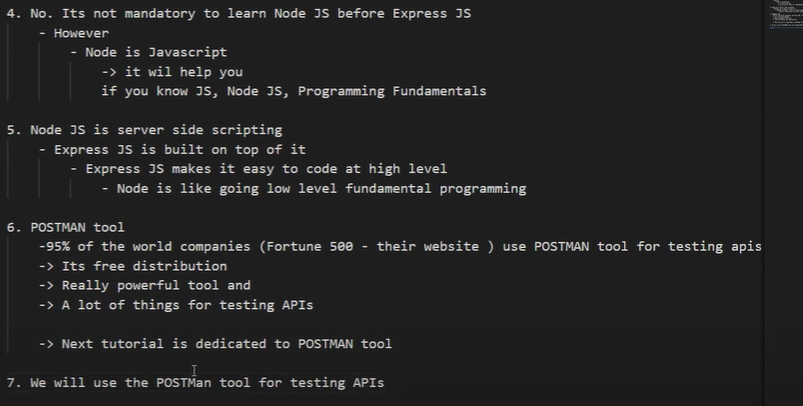 4. No. Its not mandatory to learn Node JS before Express JS
- However
- Node is Javascript
-> it wil help you
if you know JS, Node JS, Programming Fundamentals
5. Node JS is server side scripting
- Express JS is built on top of it
- Express JS makes it easy to code at high level
- Node is like going low level fundamental programming
6. POSTMAN tool
-95% of the world companies (Fortune 500 - their website ) use POSTMAN tool for testing apis
-> Its free distribution
-> Really powerful tool and
-> A lot of things for testing APIs
-> Next tutorial is dedicated to POSTMAN tool
7. We will use the POSTMan tool for testing APIs